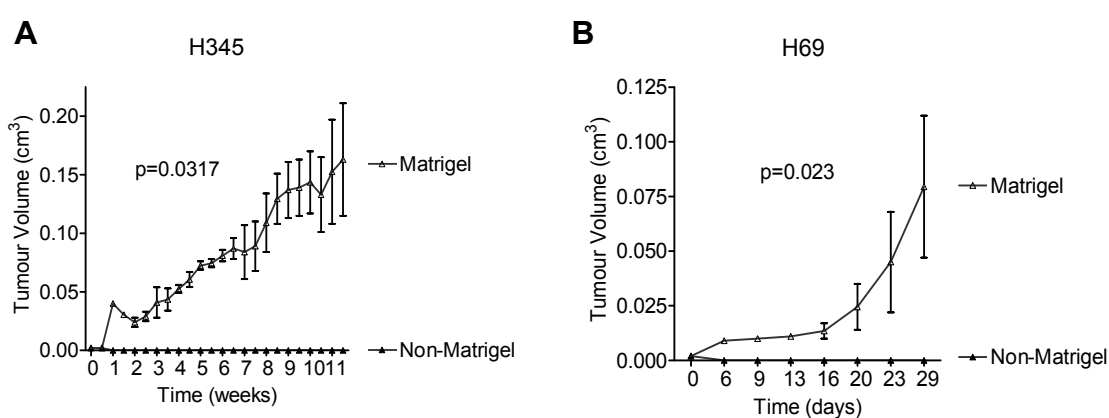 A
H345
Tumour Volume (cm³)
0.20
0.15
0.10
0.05
0.00
p=0.0317
Matrigel
Non-Matrigel
0 1 2 3 4 5 6 7 8 9 1011
Time (weeks)
B
H69
Tumour Volume (cm³)
0.125
0.100
0.075
0.050
0.025
0.000
p=0.023
Matrigel
Non-Matrigel
0 6 9 13 16 20 23 29
Time (days)